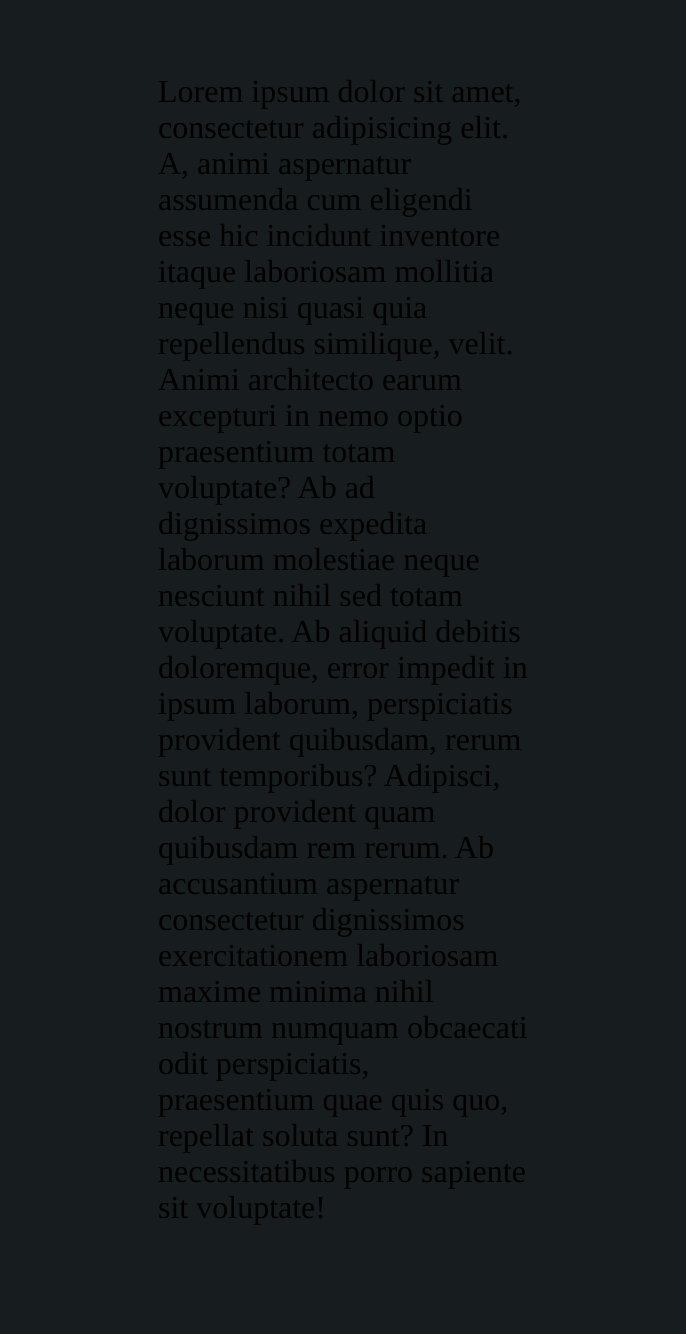 Lorem ipsum dolor sit amet,
consectetur adipisicing elit.
A, animi aspernatur
assumenda cum eligendi
esse hic incidunt inventore
itaque laboriosam mollitia
neque nisi quasi quia
repellendus similique, velit.
Animi architecto earum
excepturi in nemo optio
praesentium totam
voluptate? Ab ad
dignissimos expedita
laborum molestiae neque
nesciunt nihil sed totam
voluptate. Ab aliquid debitis
doloremque, error impedit in
ipsum laborum, perspiciatis
provident quibusdam, rerum
sunt temporibus? Adipisci,
dolor provident quam
quibusdam rem rerum. Ab
accusantium aspernatur
consectetur dignissimos
exercitationem laboriosam
maxime minima nihil
nostrum numquam obcaecati
odit perspiciatis,
praesentium quae quis quo,
repellat soluta sunt? In
necessitatibus porro sapiente
sit voluptate!